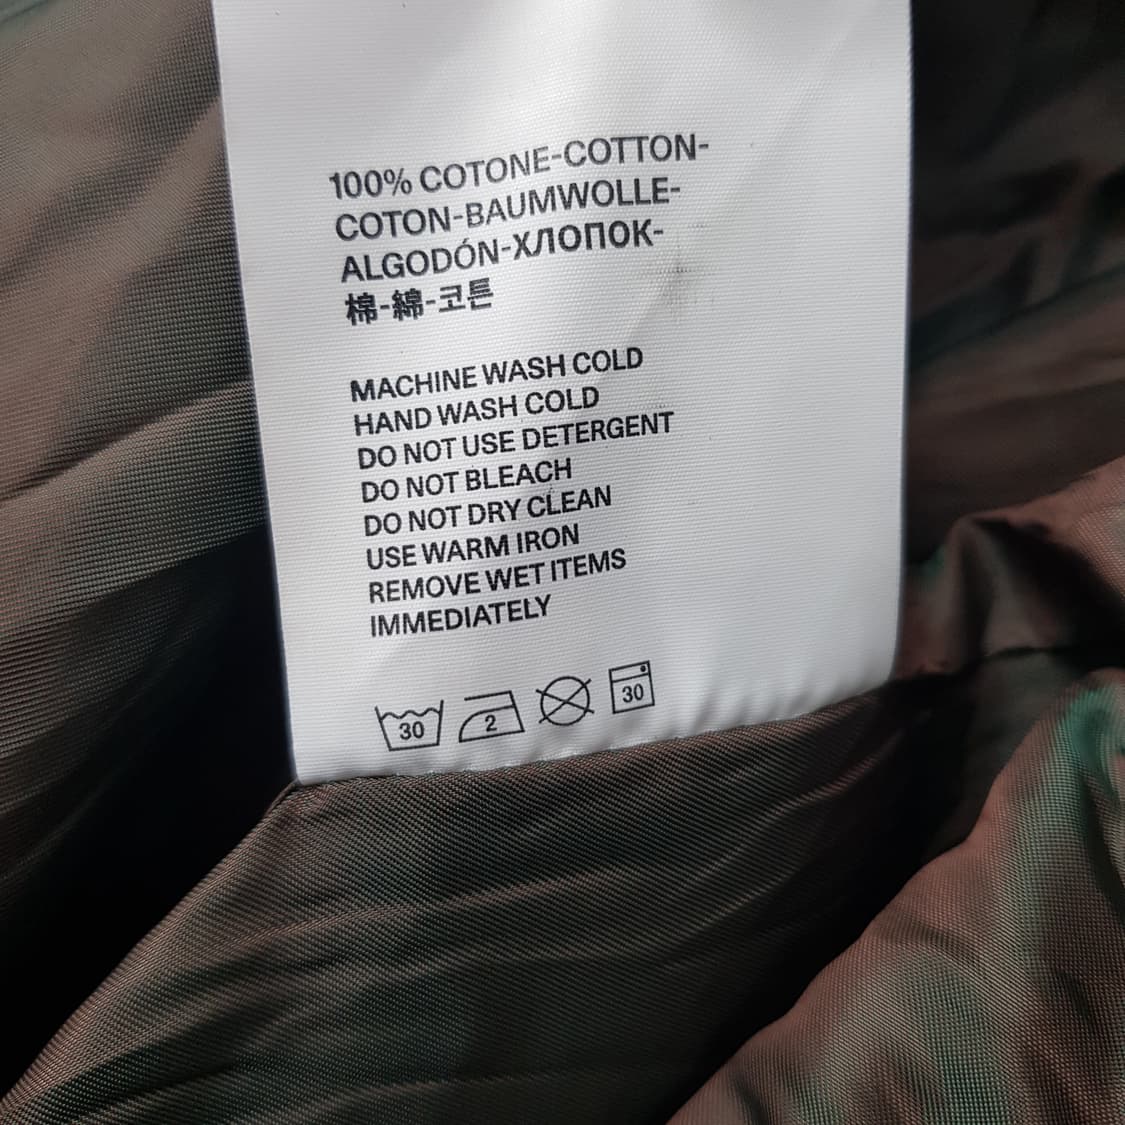 100% COTONE-COTTON-
COTON-BAUMWOLLE-
ALGODÓN-ХЛОПОК-
棉-綿-코튼
MACHINE WASH COLD
HAND WASH COLD
DO NOT USE DETERGENT
DO NOT BLEACH
DO NOT DRY CLEAN
USE WARM IRON
REMOVE WET ITEMS
IMMEDIATELY
30 2 30